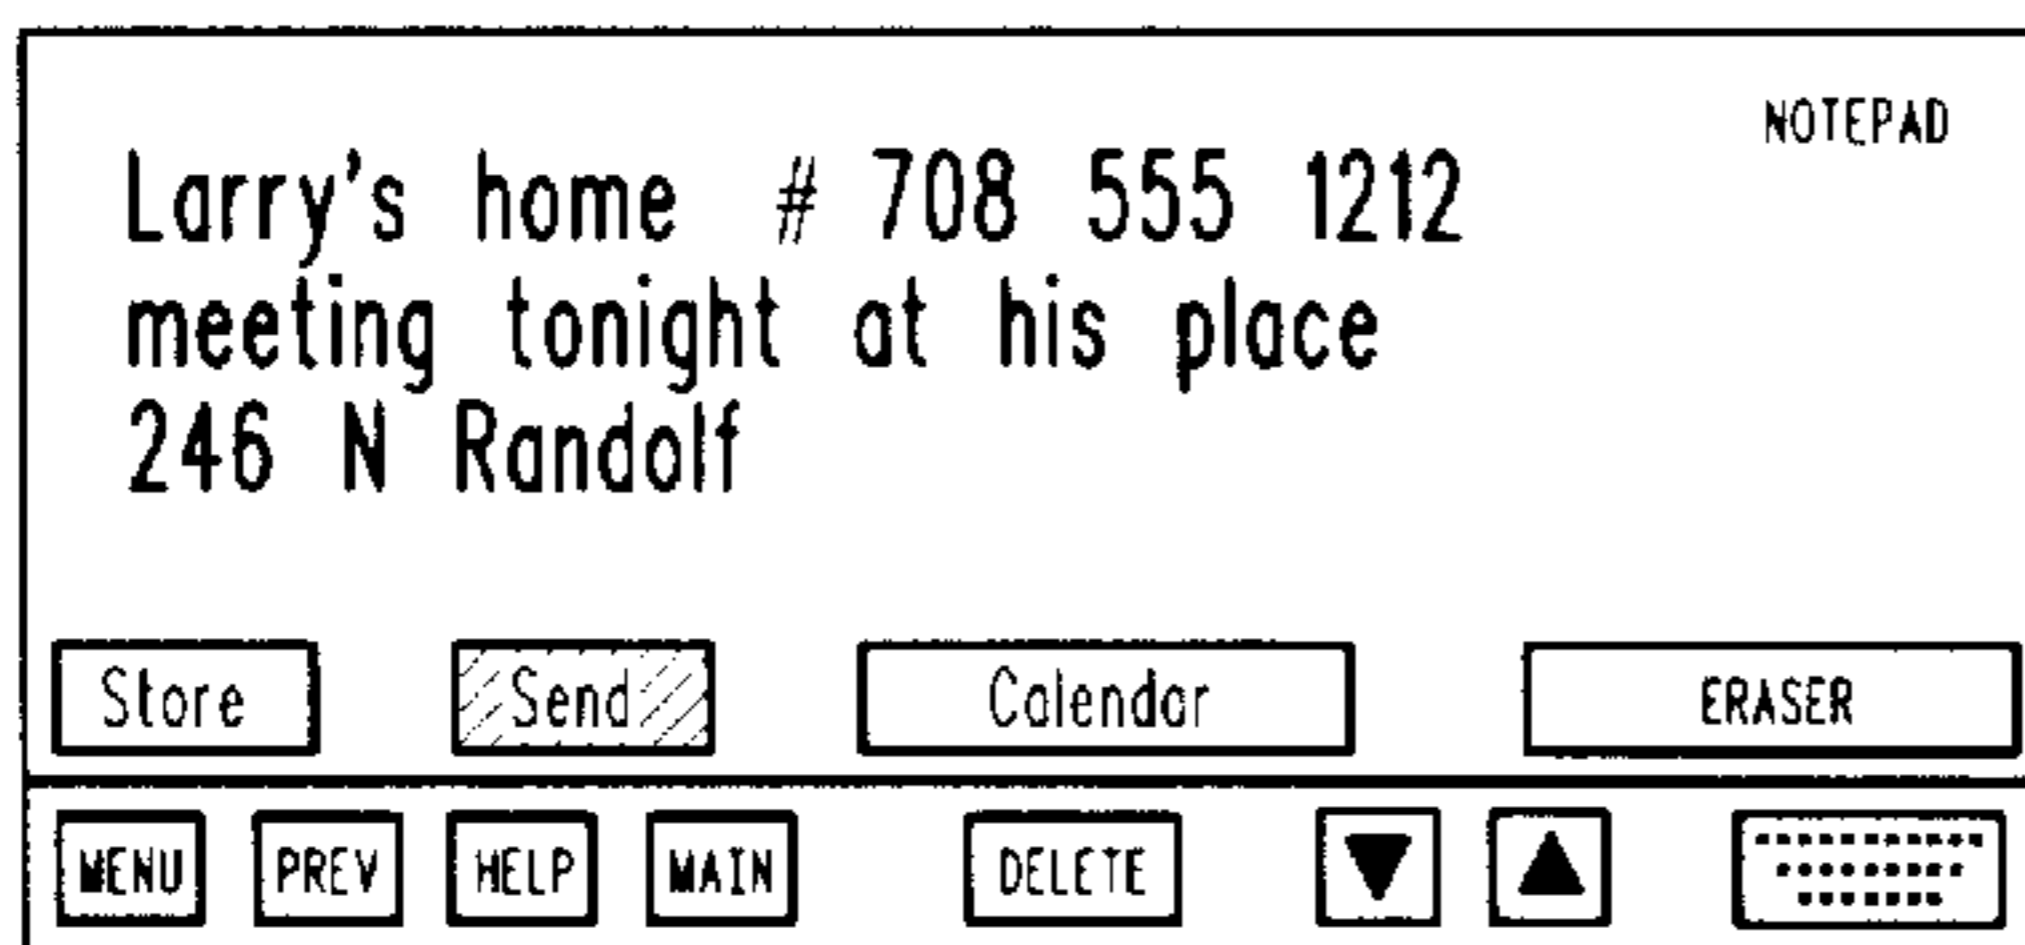 NOTEPAD
Larry's home # 708 555 1212
meeting tonight at his place
246 N Randolf
Store Send Calendar ERASER
MENU PREV HELP MAIN DELETE